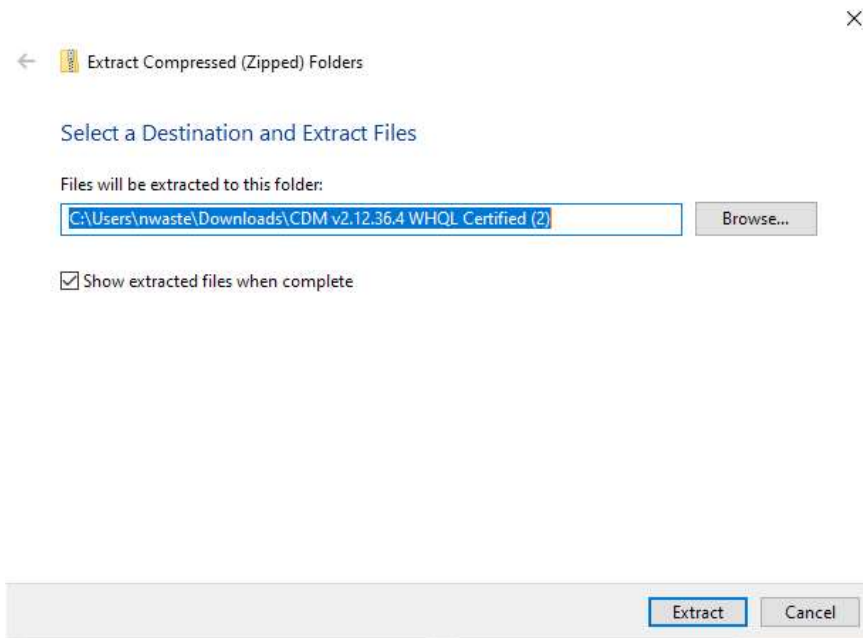 Extract Compressed (Zipped) Folders
Select a Destination and Extract Files
Files will be extracted to this folder:
C:\Users\nwaste\Downloads\CDM v2.12.36.4 WHQL Certified (2)
Browse...
Show extracted files when complete
Extract
Cancel